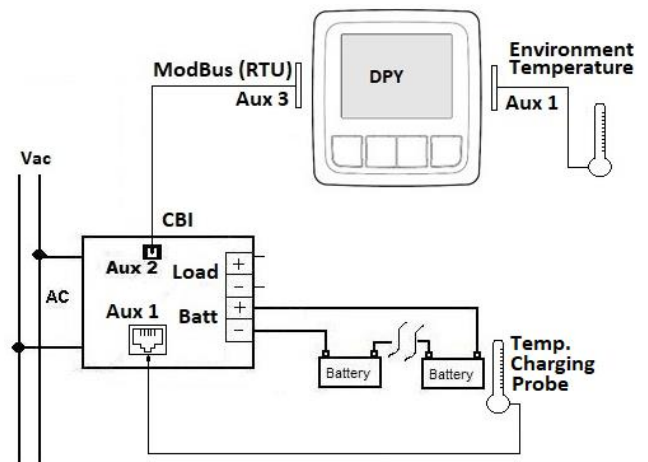 Environment
Temperature
ModBus (RTU)
DPY
Aux 3
Aux 1
Vac
CBI
Aux 2
Load
+
−
AC
Aux 1
Batt
+
−
Temp.
Charging
Probe
Battery
Battery